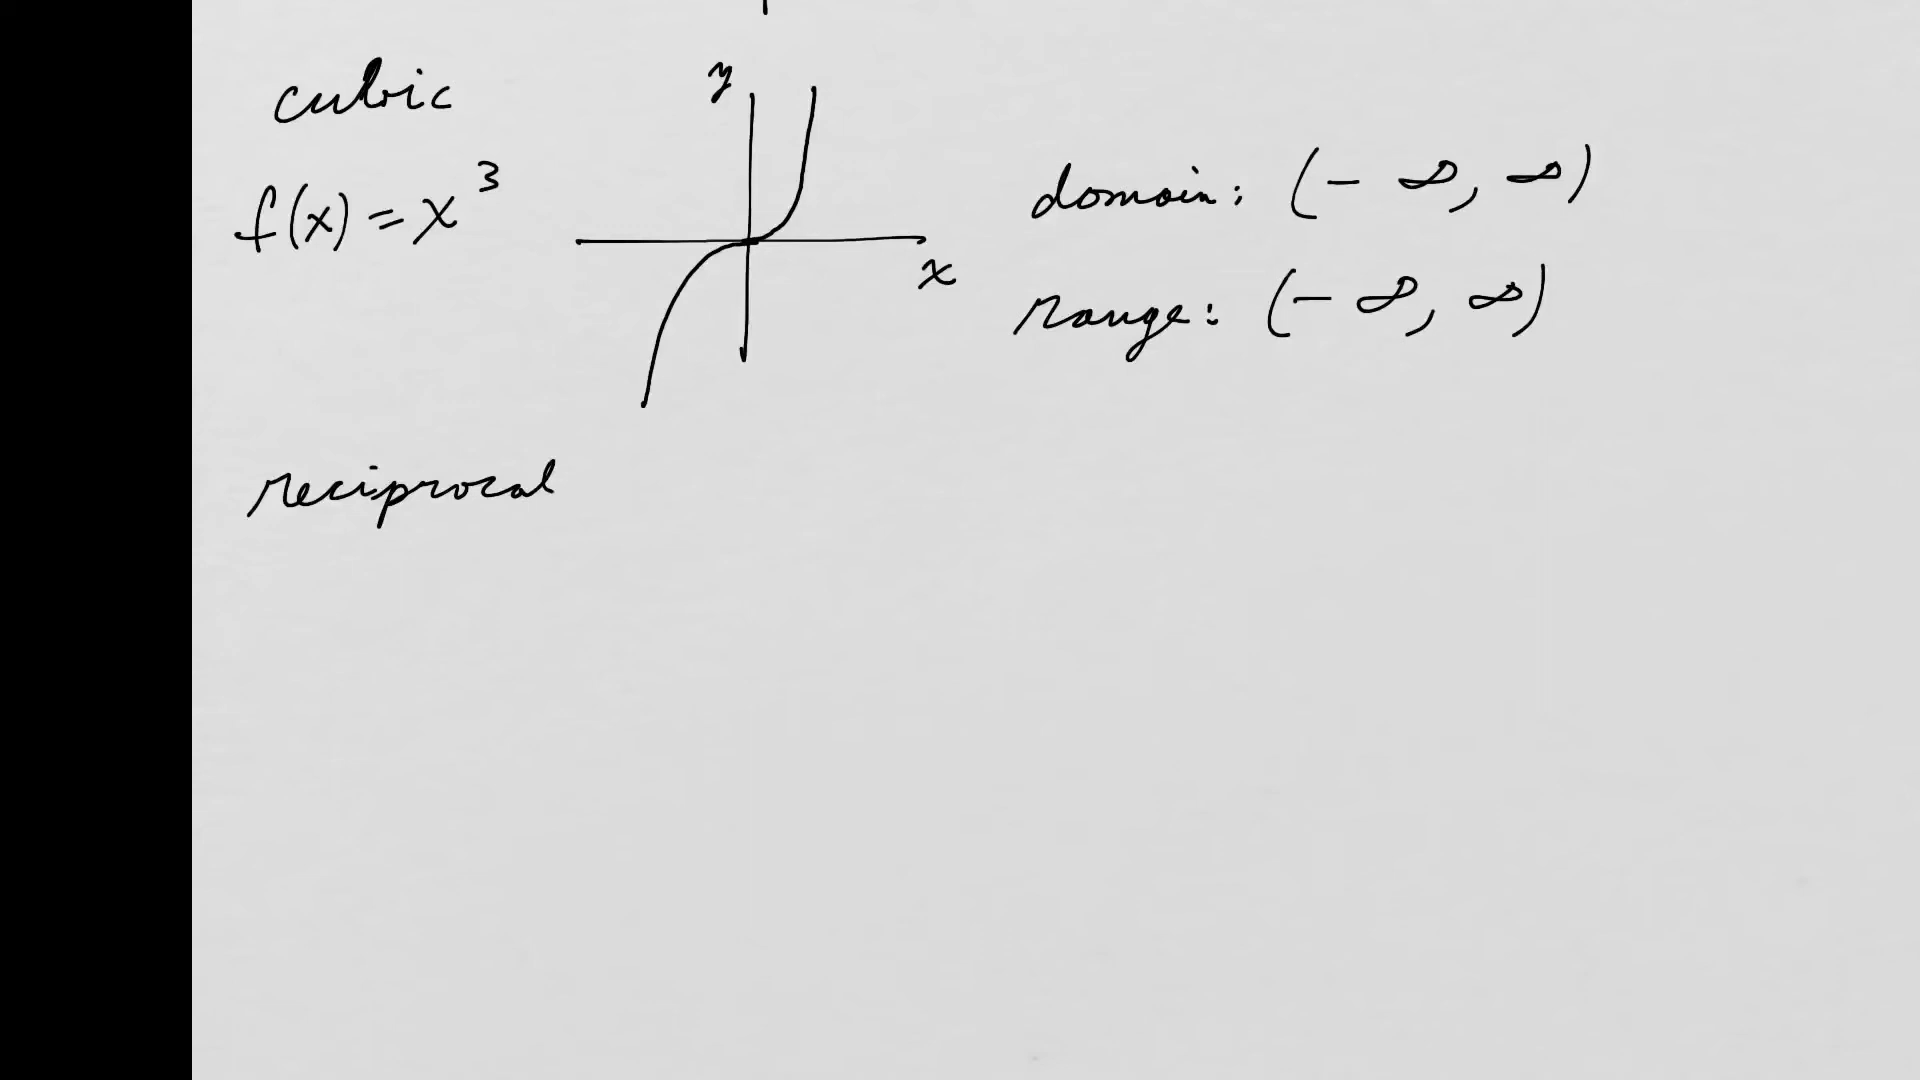 cubic
f(x) = x³
y
x
domain: (-∞, ∞)
range: (-∞, ∞)
reciprocal